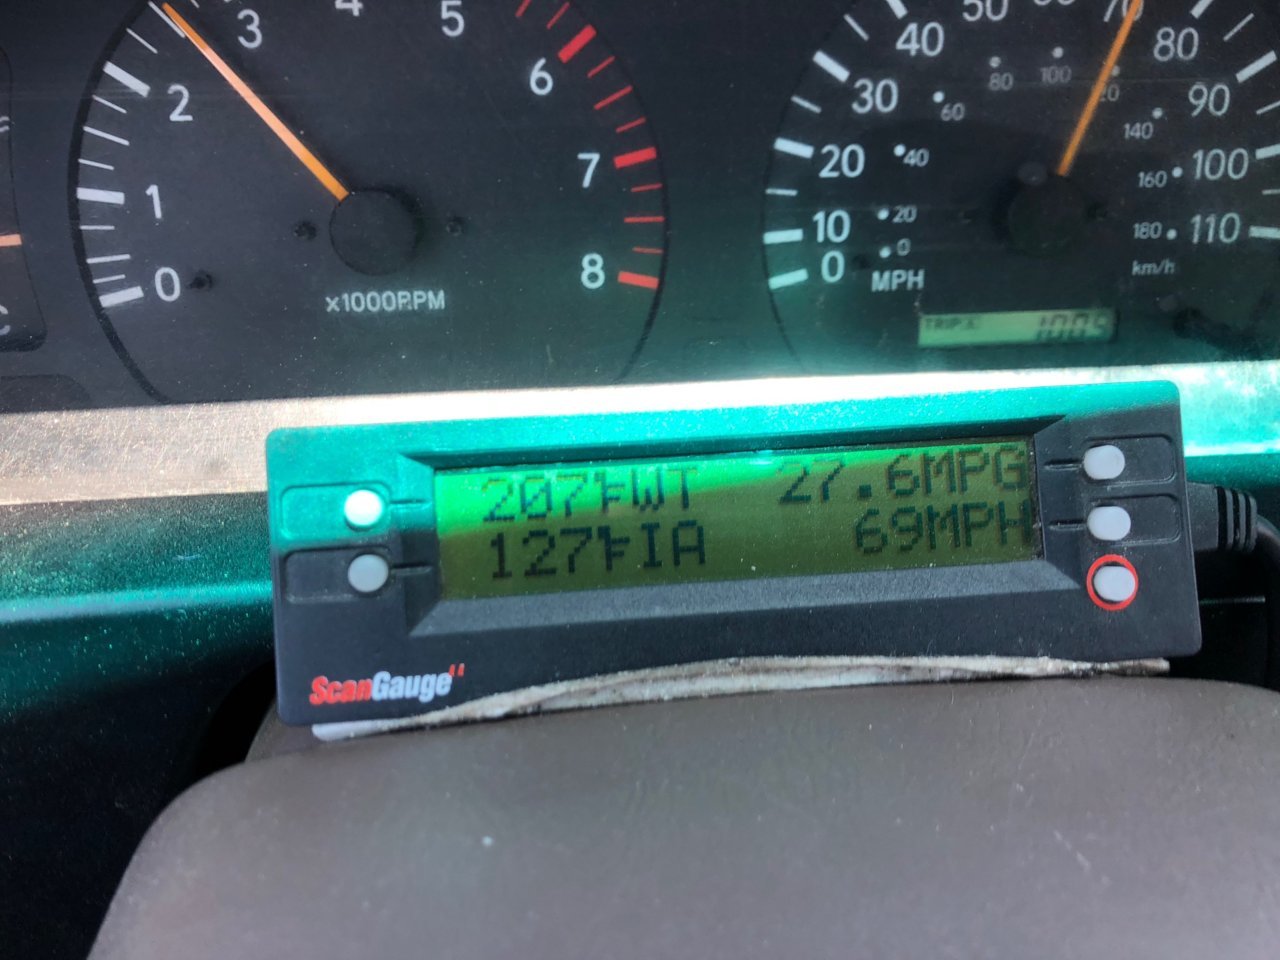 0 1 2 3 4 5 6 7 8
x1000RPM
0 10 20 30 40 50 70 80 90 100 110
MPH
0 20 40 60 80 100 140 160 180
km/h
TRIP A
207°FWT 27.6MPG
127°FIA 69MPH
ScanGauge II